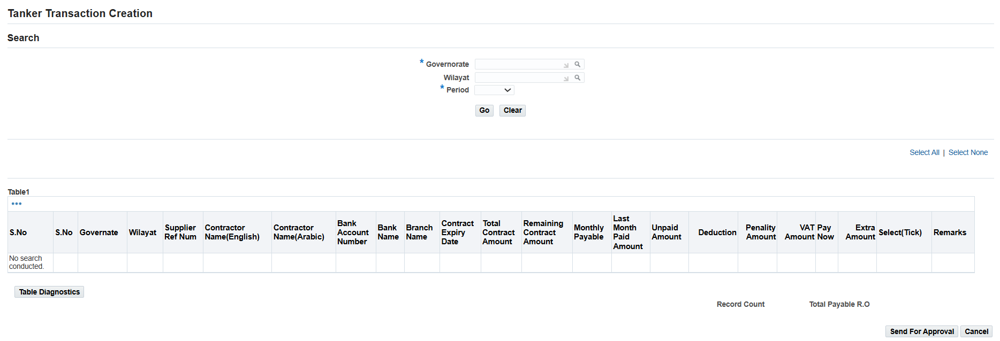 Tanker Transaction Creation
Search
* Governorate
Wilayat
* Period
Go Clear
Select All | Select None
Table1
S.No
S.No
Governate
Wilayat
Supplier
Ref Num
Contractor
Name(English)
Contractor
Name(Arabic)
Bank
Account
Number
Bank
Name
Branch
Name
Contract
Expiry
Date
Total
Contract
Amount
Remaining
Contract
Amount
Monthly
Payable
Last
Month
Paid
Amount
Unpaid
Amount
Deduction
Penality
Amount
VAT
Amount
Pay
Now
Extra
Amount
Select(Tick)
Remarks
No search
conducted.
Table Diagnostics
Record Count Total Payable R.O
Send For Approval Cancel